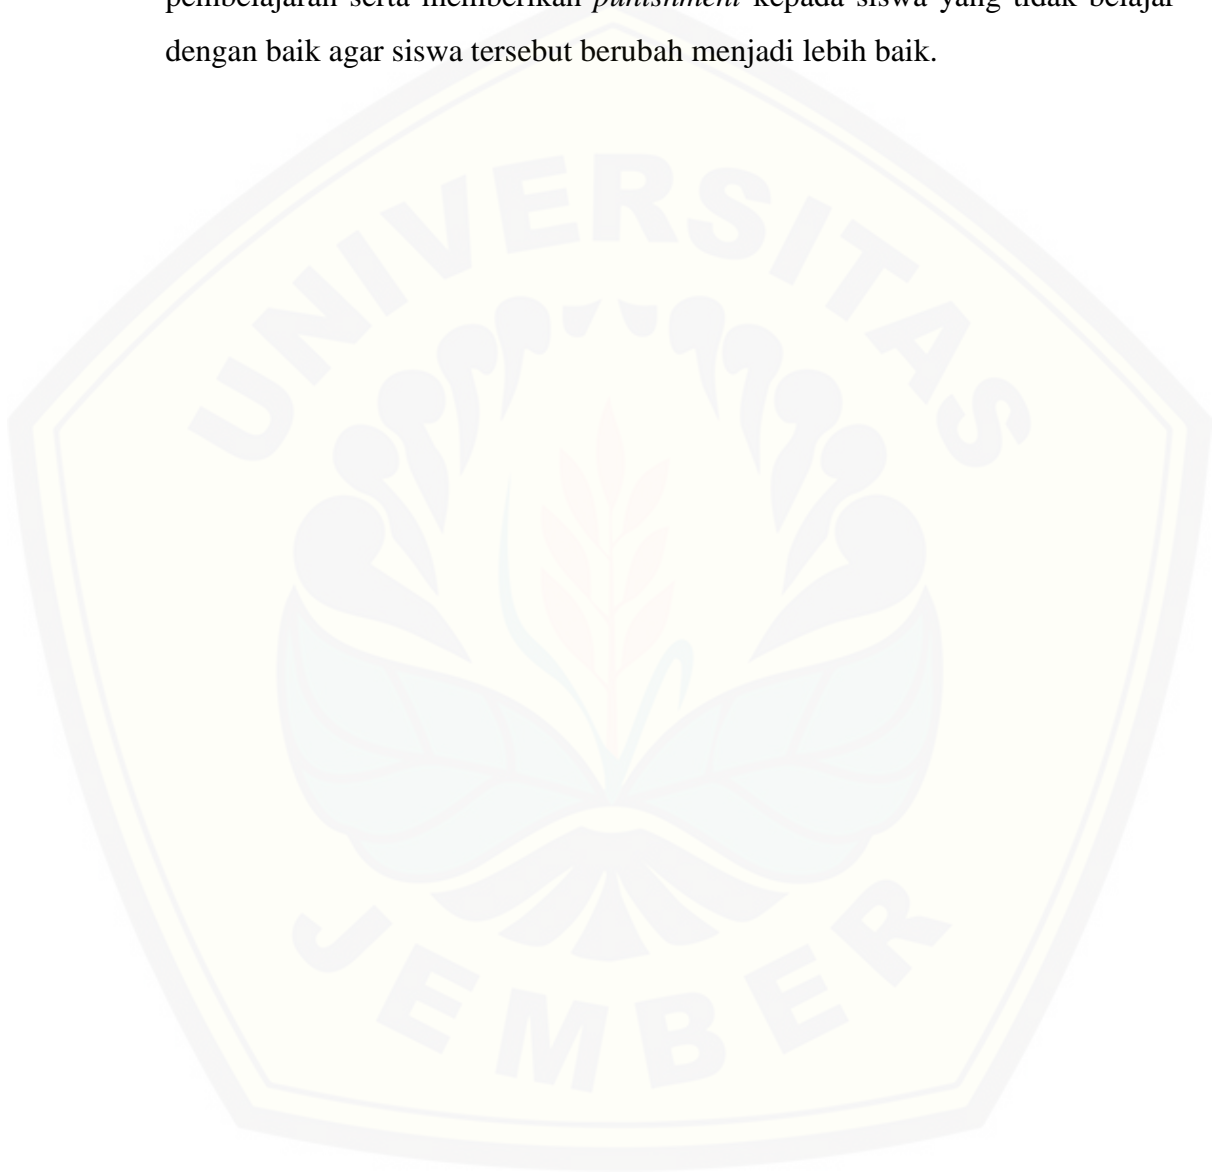 pembelajaran serta memberikan punishment kepada siswa yang tidak belajar
dengan baik agar siswa tersebut berubah menjadi lebih baik.
UNIVERSITAS
JEMBER